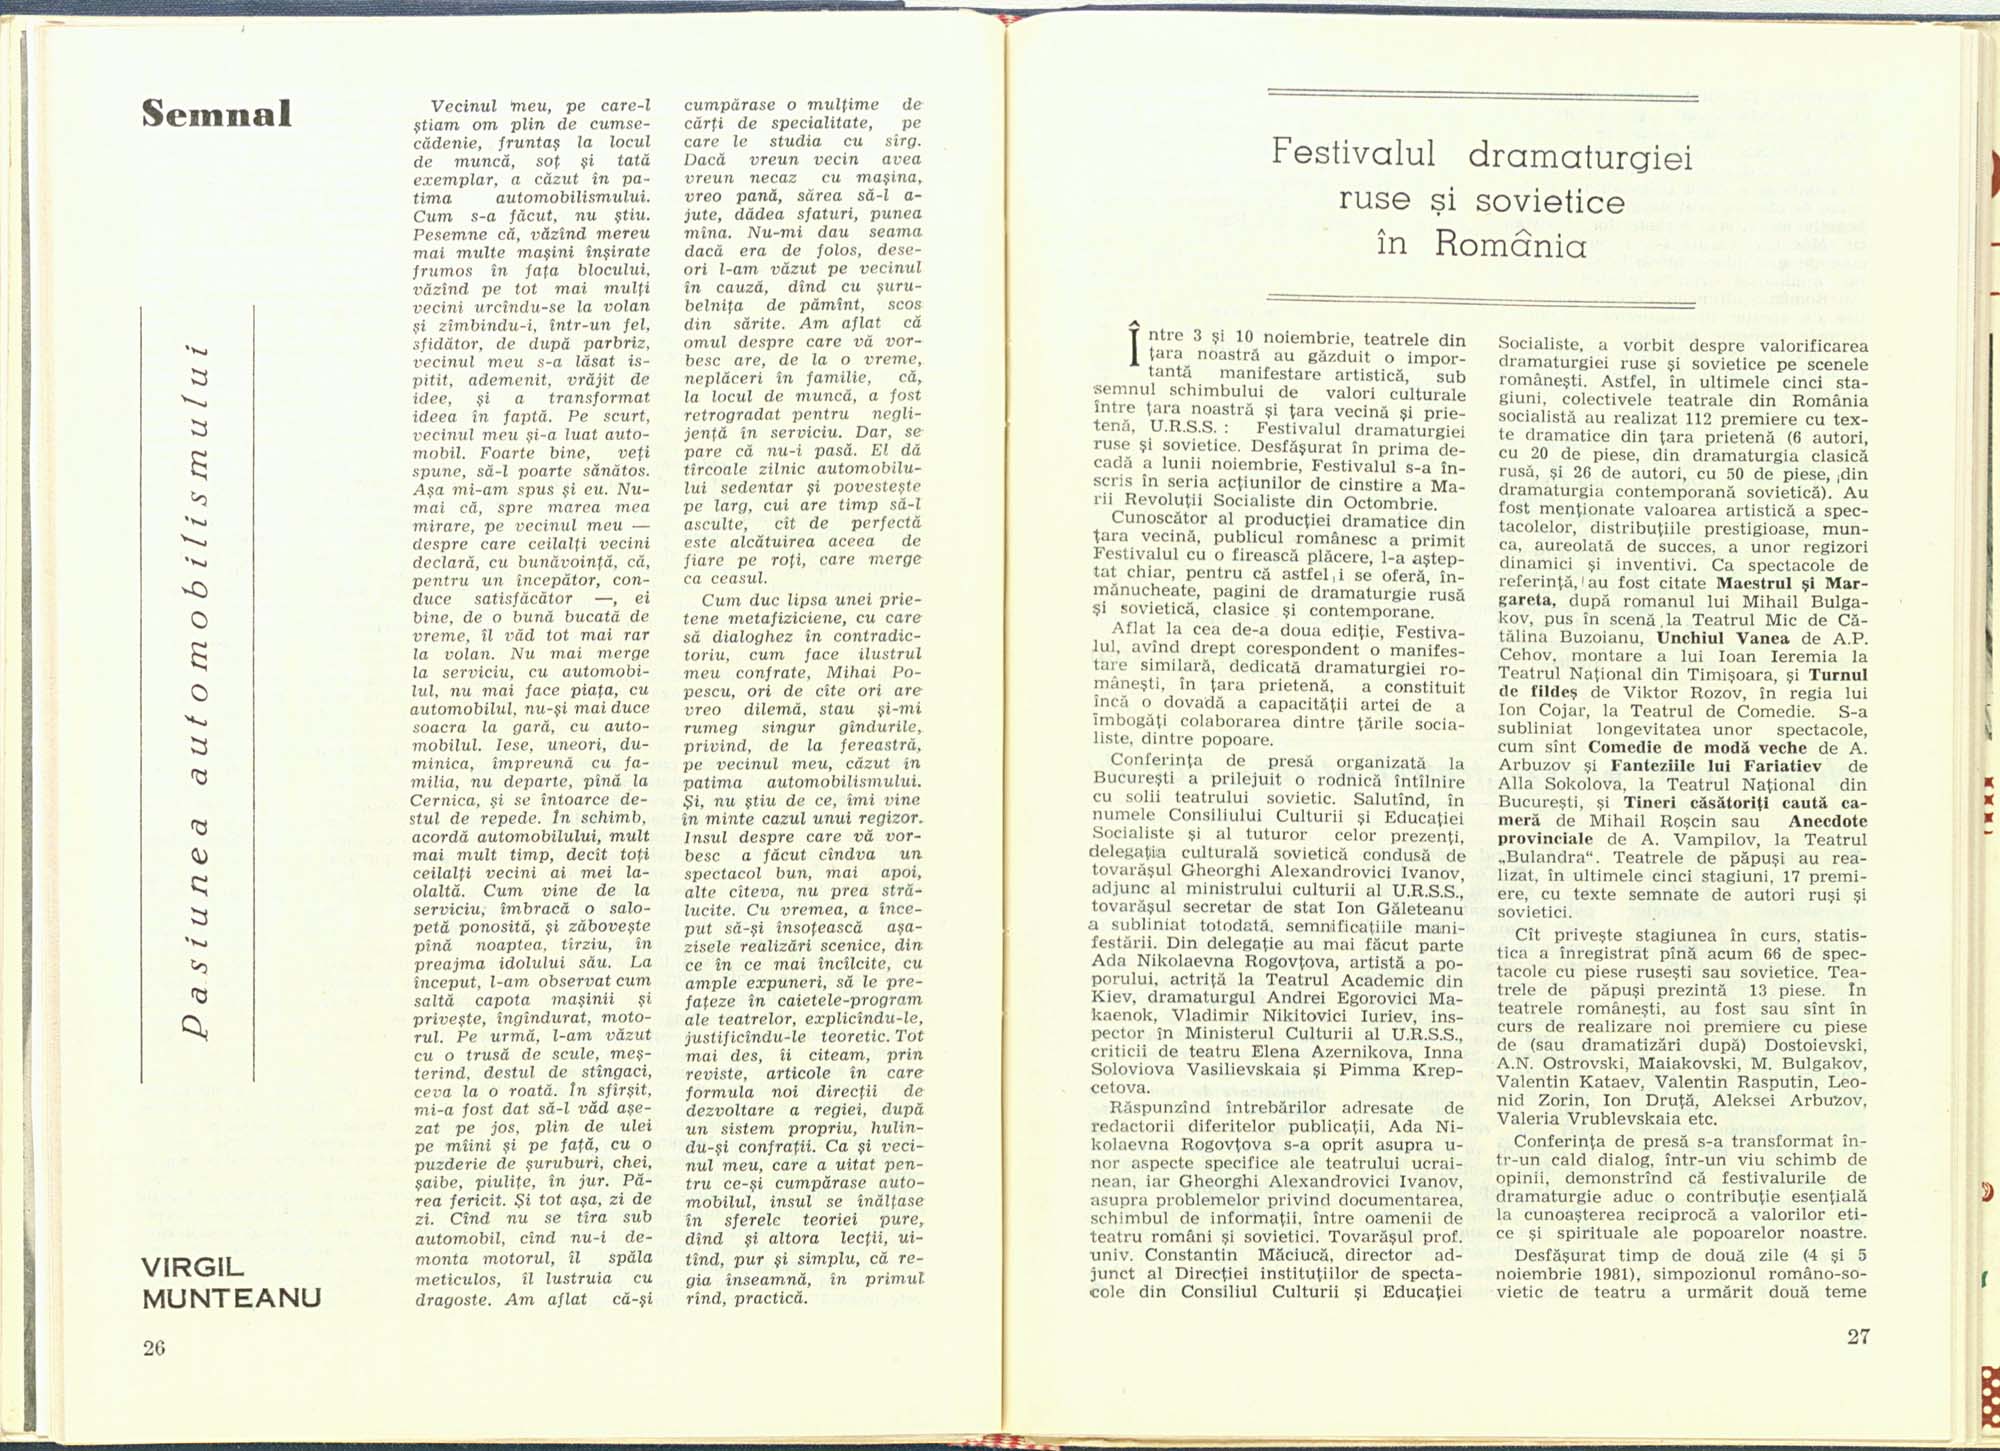 Semnal
Pasiunea automobilismului
VIRGIL
MUNTEANU
Vecinul meu, pe care-l
știam om plin de cumse-
cădenie, fruntaș la locul
de muncă, soț și tată
exemplar, a căzut în pa-
tima automobilismului.
Cum s-a făcut, nu știu.
Pesemne că, văzînd mereu
mai multe mașini înșirate
frumos în fața blocului,
văzînd pe tot mai mulți
vecini urcîndu-se la volan
și zîmbindu-i, într-un fel,
sfidător, de după parbriz,
vecinul meu s-a lăsat is-
pitit, ademenit, vrăjit de
idee, și a transformat
ideea în faptă. Pe scurt,
vecinul meu și-a luat auto-
mobil. Foarte bine, veți
spune, să-l poarte sănătos.
Așa mi-am spus și eu. Nu-
mai că, spre marea mea
mirare, pe vecinul meu —
despre care ceilalți vecini
declară, cu bunăvoință, că,
pentru un începător, con-
duce satisfăcător —, ei
bine, de o bună bucată de
vreme, îl văd tot mai rar
la volan. Nu mai merge
la serviciu, cu automobi-
lul, nu mai face piața, cu
automobilul, nu-și mai duce
soacra la gară, cu auto-
mobilul. Iese, uneori, du-
minica, împreună cu fa-
milia, nu departe, pînă la
Cernica, și se întoarce de-
stul de repede. În schimb,
acordă automobilului, mult
mai mult timp, decît toți
ceilalți vecini ai mei la-
olaltă. Cum vine de la
serviciu, îmbracă o salo-
petă ponosită, și zăbovește
pînă noaptea, tîrziu, în
preajma idolului său. La
început, l-am observat cum
saltă capota mașinii și
privește, îngîndurat, moto-
rul. Pe urmă, l-am văzut
cu o trusă de scule, meș-
terind, destul de stîngaci,
ceva la o roată. În sfîrșit,
mi-a fost dat să-l văd așe-
zat pe jos, plin de ulei
pe mîini și pe față, cu o
puzderie de șuruburi, chei,
șaibe, piulițe, în jur. Pă-
rea fericit. Și tot așa, zi de
zi. Cînd nu se tîra sub
automobil, cînd nu-i de-
monta motorul, îl spăla
meticulos, îl lustruia cu
dragoste. Am aflat că-și
cumpărase o mulțime de
cărți de specialitate, pe
care le studia cu sîrg.
Dacă vreun vecin avea
vreun necaz cu mașina,
vreo pană, sărea să-l a-
jute, dădea sfaturi, punea
mîna. Nu-mi dau seama
dacă era de folos, dese-
ori l-am văzut pe vecinul
în cauză, dînd cu șuru-
belnița de pămînt, scos
din sărite. Am aflat că
omul despre care vă vor-
besc are, de la o vreme,
neplăceri în familie, că,
la locul de muncă, a fost
retrogradat pentru negli-
jență în serviciu. Dar, se
pare că nu-i pasă. El dă
tîrcoale zilnic automobilu-
lui sedentar și povestește
pe larg, cui are timp să-l
asculte, cît de perfectă
este alcătuirea aceea de
fiare pe roți, care merge
ca ceasul.
Cum duc lipsa unei prie-
tene metafiziciene, cu care
să dialoghez în contradic-
toriu, cum face ilustrul
meu confrate, Mihai Po-
pescu, ori de cîte ori are
vreo dilemă, stau și-mi
rumeg singur gîndurile,
privind, de la fereastră,
pe vecinul meu, căzut în
patima automobilismului.
Și, nu știu de ce, îmi vine
în minte cazul unui regizor.
Insul despre care vă vor-
besc a făcut cîndva un
spectacol bun, mai apoi,
alte cîteva, nu prea stră-
lucite. Cu vremea, a înce-
put să-și însoțească așa-
zisele realizări scenice, din
ce în ce mai încîlcite, cu
ample expuneri, să le pre-
fațeze în caietele-program
ale teatrelor, explicîndu-le,
justificîndu-le teoretic. Tot
mai des, îi citeam, prin
reviste, articole în care
formula noi direcții de
dezvoltare a regiei, după
un sistem propriu, hulin-
du-și confrații. Ca și veci-
nul meu, care a uitat pen-
tru ce-și cumpărase auto-
mobilul, insul se înălțase
în sferele teoriei pure,
dînd și altora lecții, ui-
tînd, pur și simplu, că re-
gia înseamnă, în primul
rînd, practică.
26
Festivalul dramaturgiei
ruse și sovietice
în România
Între 3 și 10 noiembrie, teatrele din
țara noastră au găzduit o impor-
tantă manifestare artistică, sub
semnul schimbului de valori culturale
între țara noastră și țara vecină și prie-
tenă, U.R.S.S. : Festivalul dramaturgiei
ruse și sovietice. Desfășurat în prima de-
cadă a lunii noiembrie, Festivalul s-a în-
scris în seria acțiunilor de cinstire a Ma-
rii Revoluții Socialiste din Octombrie.
Cunoscător al producției dramatice din
țara vecină, publicul românesc a primit
Festivalul cu o firească plăcere, l-a aștep-
tat chiar, pentru că astfel i se oferă, în-
mănucheate, pagini de dramaturgie rusă
și sovietică, clasice și contemporane.
Aflat la cea de-a doua ediție, Festiva-
lul, avînd drept corespondent o manifes-
tare similară, dedicată dramaturgiei ro-
mânești, în țara prietenă, a constituit
încă o dovadă a capacității artei de a
îmbogăți colaborarea dintre țările socia-
liste, dintre popoare.
Conferința de presă organizată la
București a prilejuit o rodnică întîlnire
cu solii teatrului sovietic. Salutînd, în
numele Consiliului Culturii și Educației
Socialiste și al tuturor celor prezenți,
delegația culturală sovietică condusă de
tovarășul Gheorghi Alexandrovici Ivanov,
adjunc al ministrului culturii al U.R.S.S.,
tovarășul secretar de stat Ion Găleteanu
a subliniat totodată, semnificațiile mani-
festării. Din delegație au mai făcut parte
Ada Nikolaevna Rogovțova, artistă a po-
porului, actriță la Teatrul Academic din
Kiev, dramaturgul Andrei Egorovici Ma-
kaenok, Vladimir Nikitovici Iuriev, ins-
pector în Ministerul Culturii al U.R.S.S.,
criticii de teatru Elena Azernikova, Inna
Soloviova Vasilievskaia și Pimma Krep-
cetova.
Răspunzînd întrebărilor adresate de
redactorii diferitelor publicații, Ada Ni-
kolaevna Rogovțova s-a oprit asupra u-
nor aspecte specifice ale teatrului ucrai-
nean, iar Gheorghi Alexandrovici Ivanov,
asupra problemelor privind documentarea,
schimbul de informații, între oamenii de
teatru români și sovietici. Tovarășul prof.
univ. Constantin Măciucă, director ad-
junct al Direcției instituțiilor de specta-
cole din Consiliul Culturii și Educației
Socialiste, a vorbit despre valorificarea
dramaturgiei ruse și sovietice pe scenele
românești. Astfel, în ultimele cinci sta-
giuni, colectivele teatrale din România
socialistă au realizat 112 premiere cu tex-
te dramatice din țara prietenă (6 autori,
cu 20 de piese, din dramaturgia clasică
rusă, și 26 de autori, cu 50 de piese, din
dramaturgia contemporană sovietică). Au
fost menționate valoarea artistică a spec-
tacolelor, distribuțiile prestigioase, mun-
ca, aureolată de succes, a unor regizori
dinamici și inventivi. Ca spectacole de
referință, au fost citate Maestrul și Mar-
gareta, după romanul lui Mihail Bulga-
kov, pus în scenă la Teatrul Mic de Că-
tălina Buzoianu, Unchiul Vanea de A.P.
Cehov, montare a lui Ioan Ieremia la
Teatrul Național din Timișoara, și Turnul
de fildeș de Viktor Rozov, în regia lui
Ion Cojar, la Teatrul de Comedie. S-a
subliniat longevitatea unor spectacole,
cum sînt Comedie de modă veche de A.
Arbuzov și Fanteziile lui Fariatiev de
Alla Sokolova, la Teatrul Național din
București, și Tineri căsătoriți caută ca-
meră de Mihail Roșcin sau Anecdote
provinciale de A. Vampilov, la Teatrul
„Bulandra“. Teatrele de păpuși au rea-
lizat, în ultimele cinci stagiuni, 17 premi-
ere, cu texte semnate de autori ruși și
sovietici.
Cît privește stagiunea în curs, statis-
tica a înregistrat pînă acum 66 de spec-
tacole cu piese rusești sau sovietice. Tea-
trele de păpuși prezintă 13 piese. În
teatrele românești, au fost sau sînt în
curs de realizare noi premiere cu piese
de (sau dramatizări după) Dostoievski,
A.N. Ostrovski, Maiakovski, M. Bulgakov,
Valentin Kataev, Valentin Rasputin, Leo-
nid Zorin, Ion Druță, Aleksei Arbuzov,
Valeria Vrublevskaia etc.
Conferința de presă s-a transformat în-
tr-un cald dialog, într-un viu schimb de
opinii, demonstrînd că festivalurile de
dramaturgie aduc o contribuție esențială
la cunoașterea reciprocă a valorilor eti-
ce și spirituale ale popoarelor noastre.
Desfășurat timp de două zile (4 și 5
noiembrie 1981), simpozionul româno-so-
vietic de teatru a urmărit două teme
27